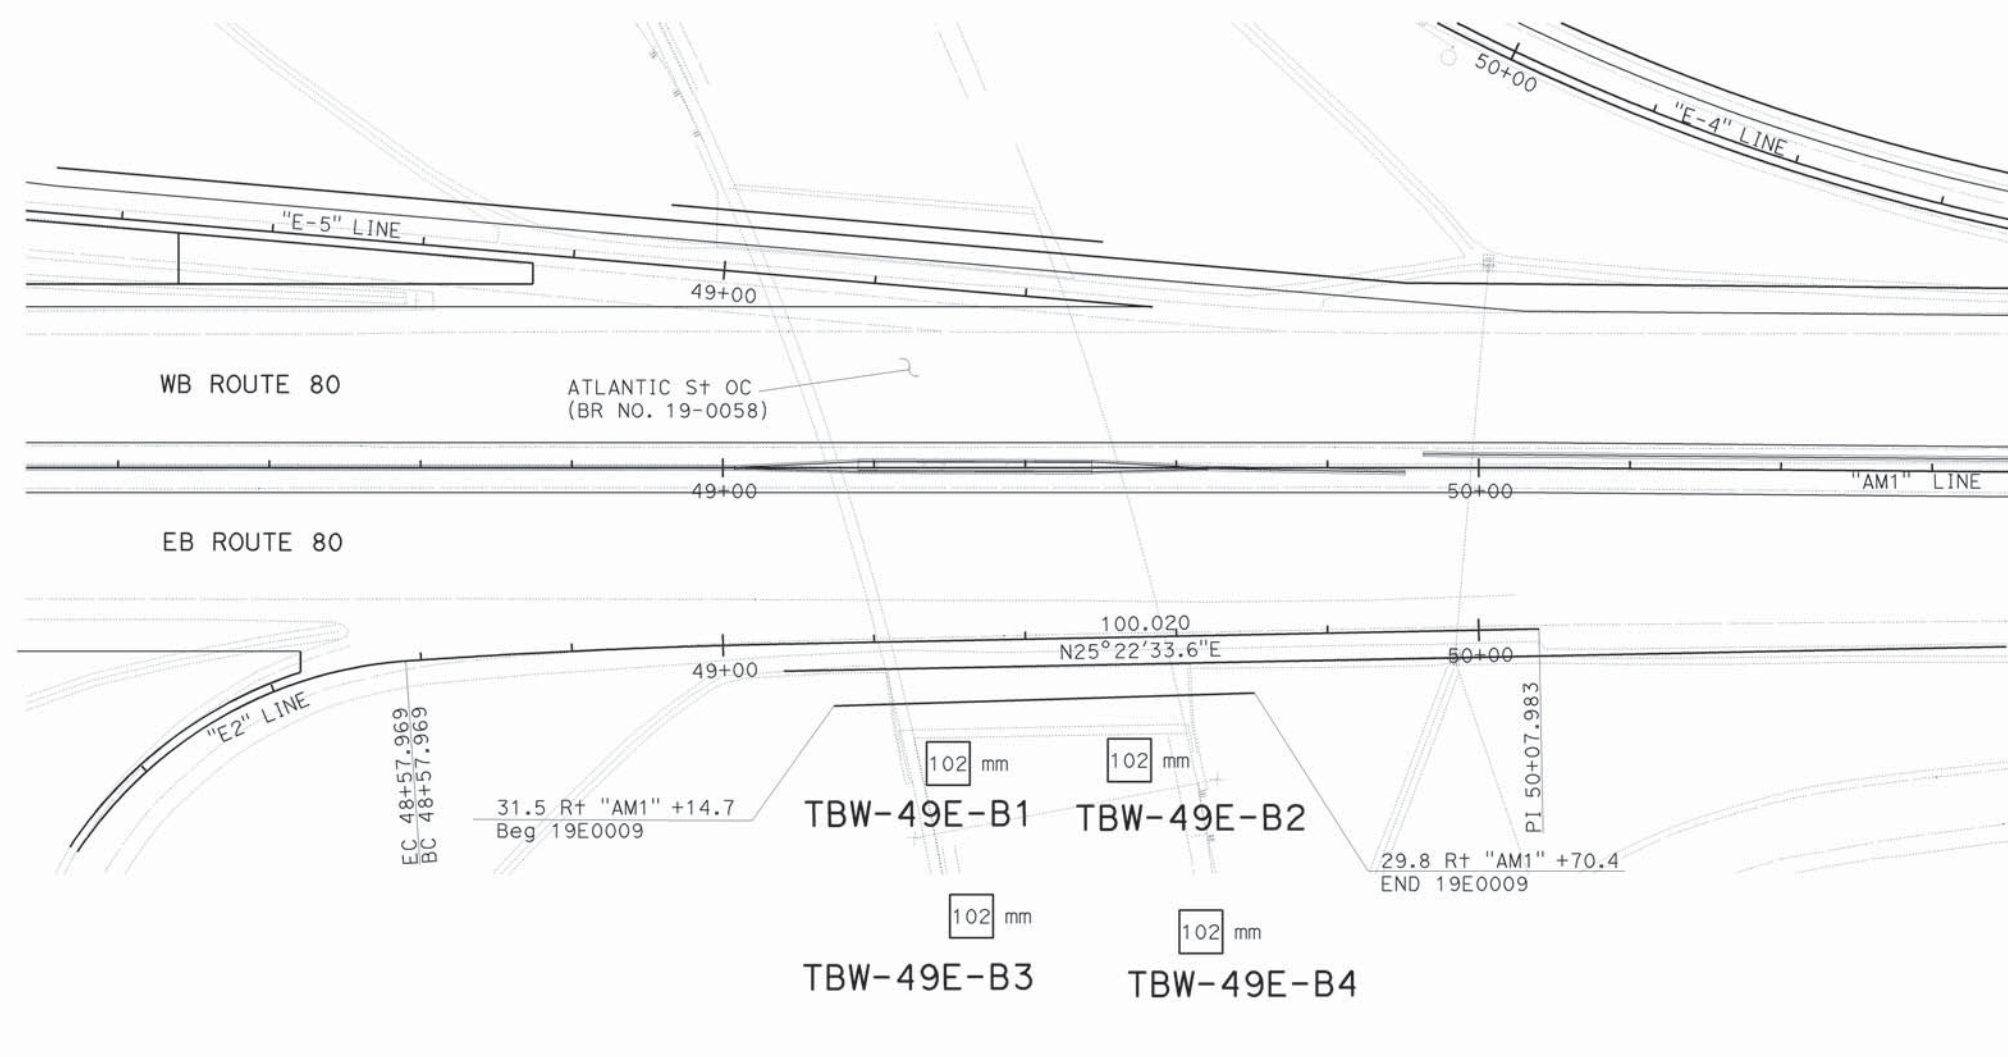 50+00
"E-4" LINE
"E-5" LINE
49+00
WB ROUTE 80
ATLANTIC St OC
(BR NO. 19-0058)
49+00
50+00
"AM1" LINE
EB ROUTE 80
100.020
N25°22'33.6"E
49+00
50+00
"E2" LINE
EC 48+57.969
BC 48+57.969
PI 50+07.983
31.5 Rt "AM1" +14.7
Beg 19E0009
102 mm
TBW-49E-B1
102 mm
TBW-49E-B2
29.8 Rt "AM1" +70.4
END 19E0009
102 mm
TBW-49E-B3
102 mm
TBW-49E-B4